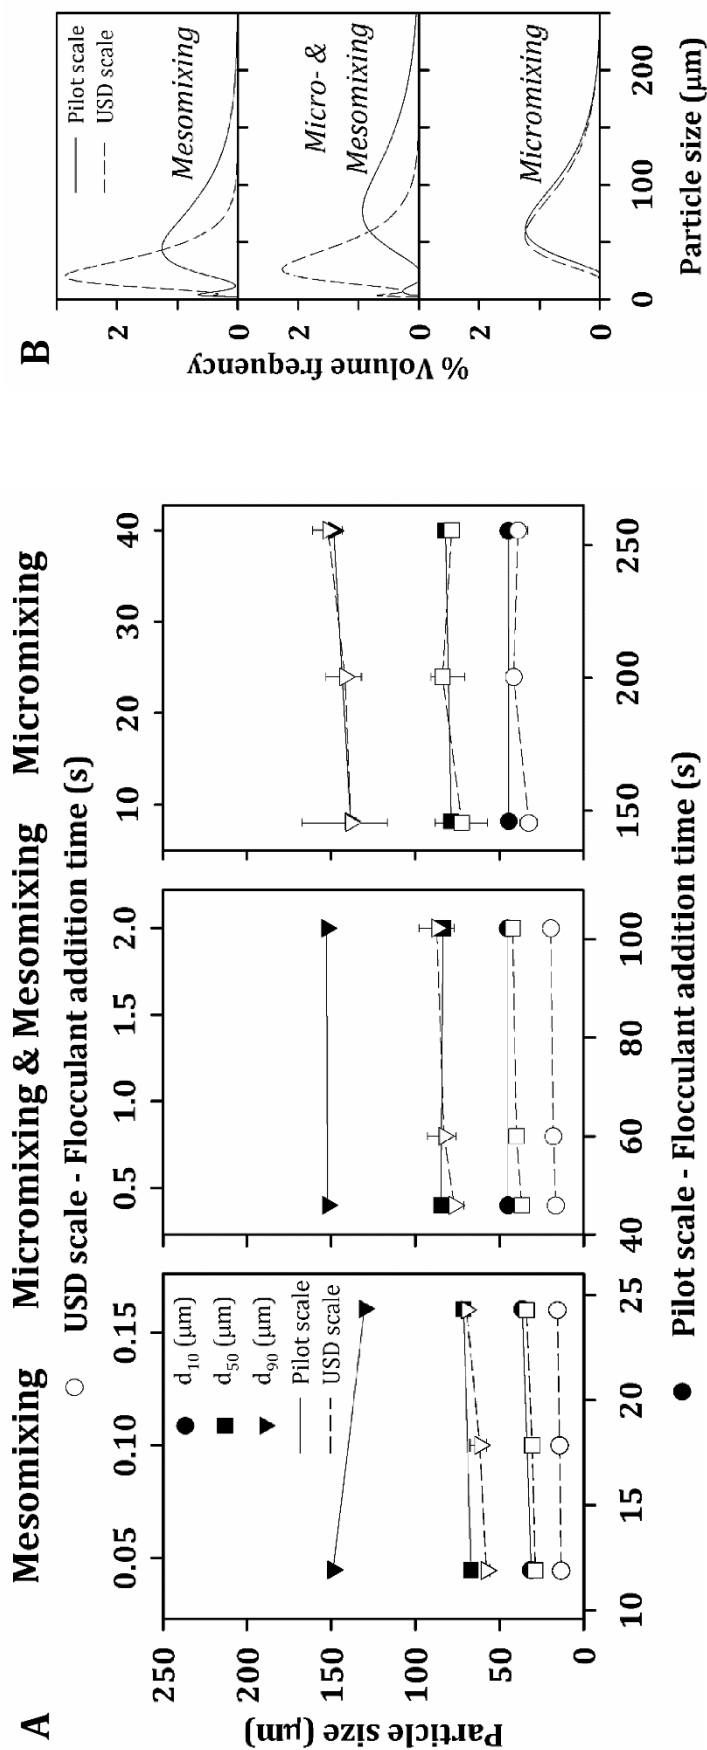 A
Mesomixing
Micromixing & Mesomixing
Micromixing
USD scale - Flocculant addition time (s)
0.05
0.10
0.15
0.5
1.0
1.5
2.0
10
20
30
40
Particle size (μm)
250
200
150
100
50
0
d10 (μm)
d50 (μm)
d90 (μm)
Pilot scale
USD scale
10
15
20
25
40
60
80
100
150
200
250
Pilot scale - Flocculant addition time (s)
B
% Volume frequency
Pilot scale
USD scale
Mesomixing
2
0
Micro- &
Mesomixing
2
0
Micromixing
2
0
0
100
200
Particle size (μm)